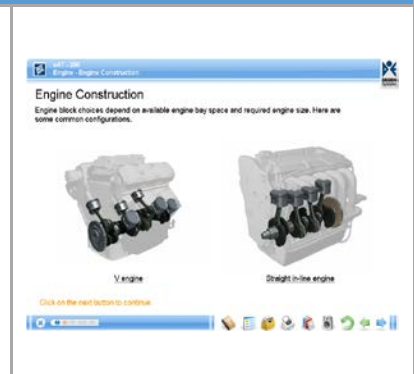 Engine - Engine Construction
Engine Construction
Engine block choices depend on available engine bay space and required engine size. Here are
some common configurations.
V engine
Straight in-line engine
Click on the next button to continue